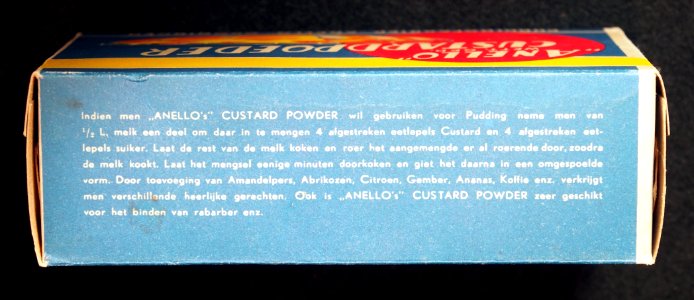 „ANELLO"
CUSTARD
CUSTARDPOEDER
Indien men „ANELLO's" CUSTARD POWDER wil gebruiken voor Pudding neme men van
½ L. melk een deel om daar in te mengen 4 afgestreken eetlepels Custard en 4 afgestreken eet-
lepels suiker. Laat de rest van de melk koken en roer het aangemengde er al roerende door, zoodra
de melk kookt. Laat het mengsel eenige minuten doorkoken en giet het daarna in een omgespoelde
vorm. Door toevoeging van Amandelpers, Abrikozen, Citroen, Gember, Ananas, Koffie enz. verkrijgt
men verschillende heerlijke gerechten. Ook is „ANELLO's" CUSTARD POWDER zeer geschikt
voor het binden van rabarber enz.